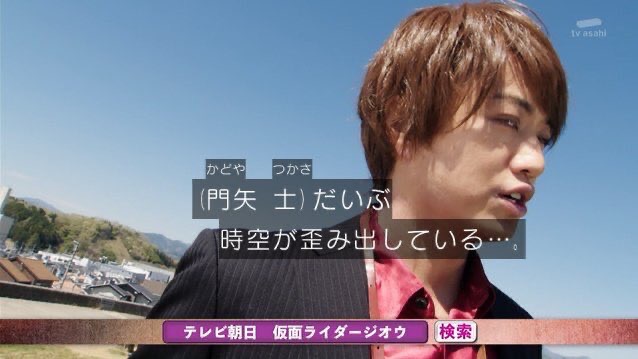 tv asahi
かどや つかさ
(門矢 士)だいぶ
時空が歪み出している…。
テレビ朝日 仮面ライダージオウ 検索